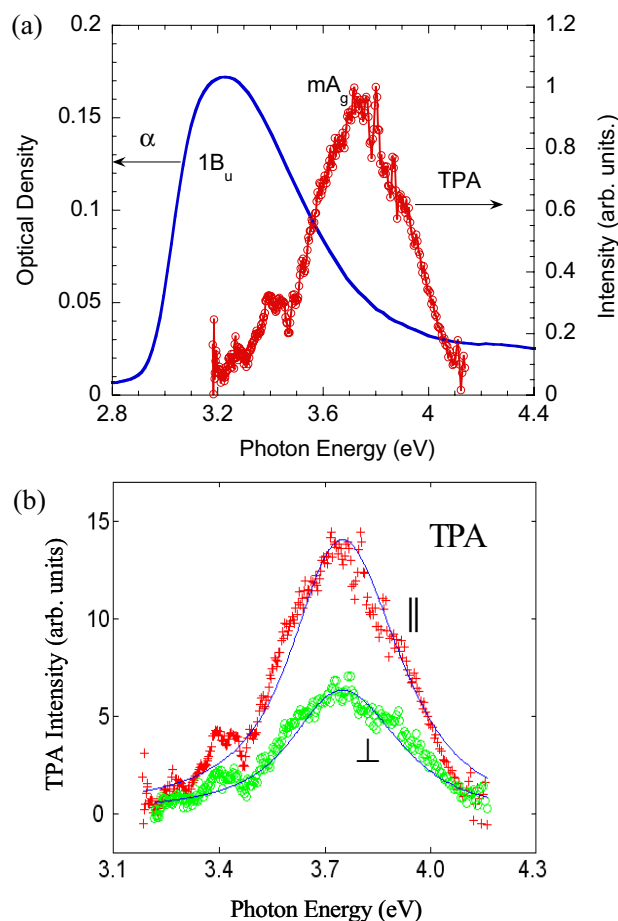 (a)
0.2
0.15
0.1
0.05
0
Optical Density
α
1B_u
mA_g
TPA
1.2
1
0.8
0.6
0.4
0.2
0
Intensity (arb. units.)
2.8 3.2 3.6 4 4.4
Photon Energy (eV)
(b)
15
10
5
0
TPA Intensity (arb. units)
TPA
||
⊥
3.1 3.4 3.7 4.0 4.3
Photon Energy (eV)